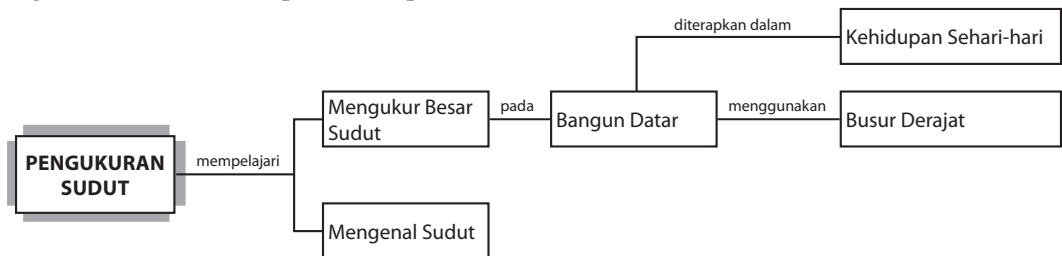 diterapkan dalam
Kehidupan Sehari-hari
Mengukur Besar
Sudut
pada
Bangun Datar
menggunakan
Busur Derajat
PENGUKURAN
SUDUT
mempelajari
Mengenal Sudut